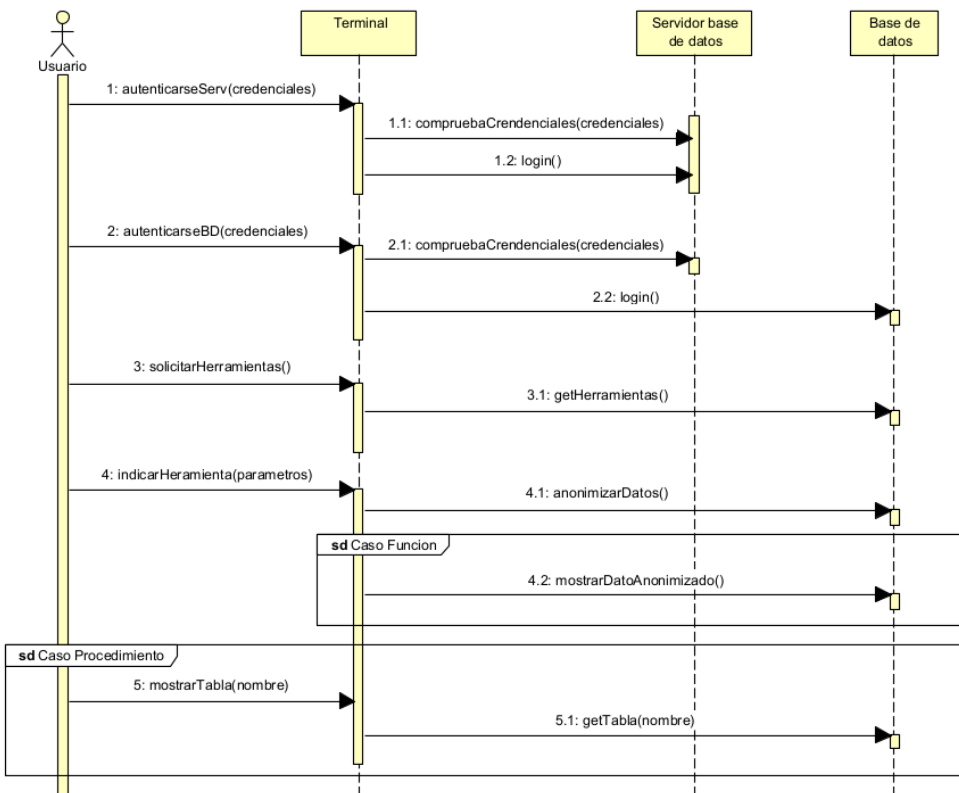 Terminal
Servidor base
de datos
Base de
datos
Usuario
1: autenticarseServ(credenciales)
1.1: compruebaCrendenciales(credenciales)
1.2: login()
2: autenticarseBD(credenciales)
2.1: compruebaCrendenciales(credenciales)
2.2: login()
3: solicitarHerramientas()
3.1: getHerramientas()
4: indicarHeramienta(parametros)
4.1: anonimizarDatos()
sd Caso Funcion
4.2: mostrarDatoAnonimizado()
sd Caso Procedimiento
5: mostrarTabla(nombre)
5.1: getTabla(nombre)